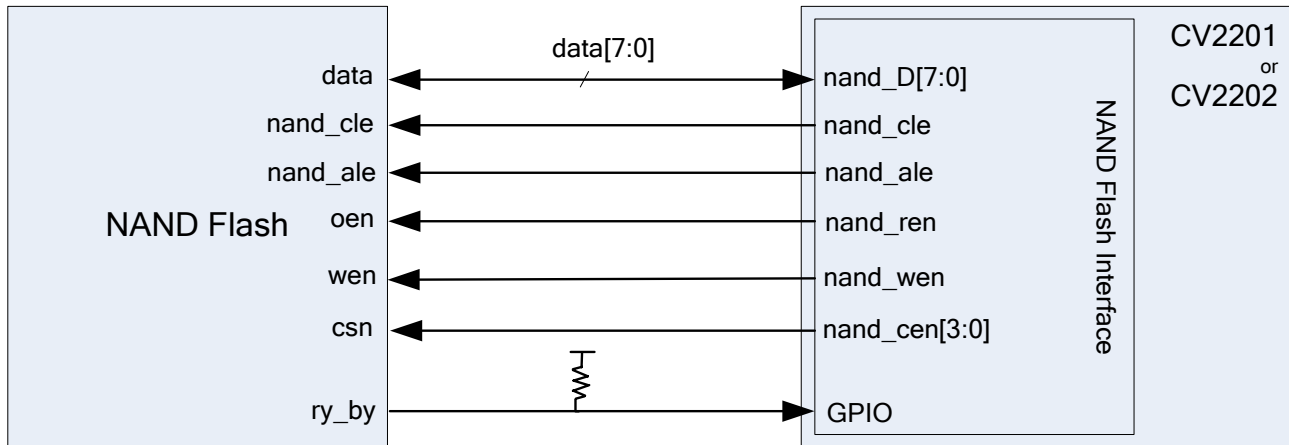 CV2201
or
CV2202
data[7:0]
data
nand_D[7:0]
nand_cle
nand_cle
nand_ale
nand_ale
NAND Flash
oen
nand_ren
wen
nand_wen
csn
nand_cen[3:0]
ry_by
GPIO
NAND Flash Interface